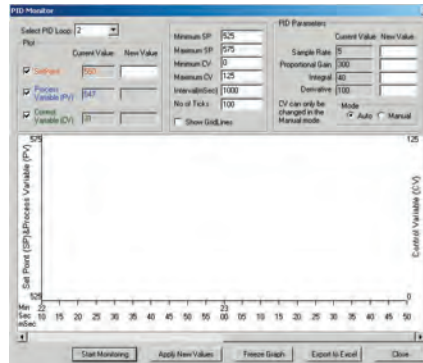 PID Monitor
Select PID Loop: 2
Plot
Current Value New Value
SetPoint 550
Process Variable (PV) 547
Control Variable (CV) 31
Minimum SP 525
Maximum SP 575
Minimum CV 0
Maximum CV 125
Interval(mSec) 1000
No of Ticks 100
Show GridLines
PID Parameters
Current Value New Value
Sample Rate 5
Proportional Gain 300
Integral 40
Derivative 100
CV can only be changed in the Manual mode.
Mode
Auto Manual
575
Set Point (SP)&Process Variable (PV)
525
125
Control Variable (CV)
0
Min 22 23
Sec 10 15 20 25 30 35 40 45 50 55 00 05 10 15 20 25 30 35 40 45 50
mSec
Start Monitoring Apply New Values Freeze Graph Export to Excel Close